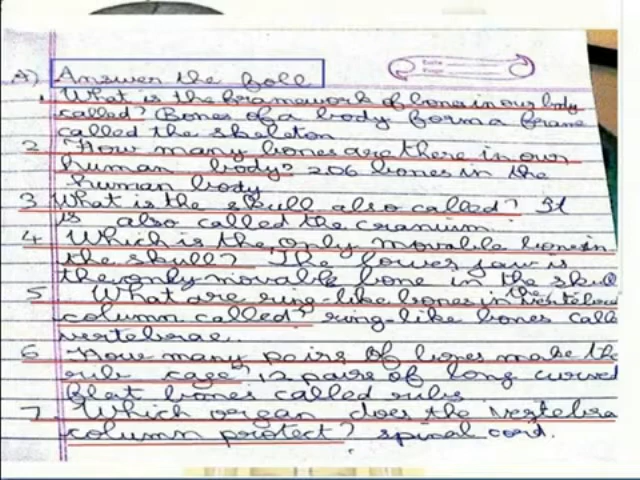 A) Answer the foll
1. What is the framework of bones in our body
called? Bones of a body form a frame
called the skeleton
2 How many bones are there in our
human body? 206 bones in the
human body
3 What is the skull also called? It
is also called the cranium.
4 Which is the only movable bone in
the skull? The lower jaw is
the only movable bone in the skull
5 What are ring-like bones in the
column called? ring-like bones calle
vertebrae.
6 How many pairs of bones make the
rib cage? 12 pairs of long curved
flat bones called ribs
7. Which organ does the vertebra
column protect? spinal cord.